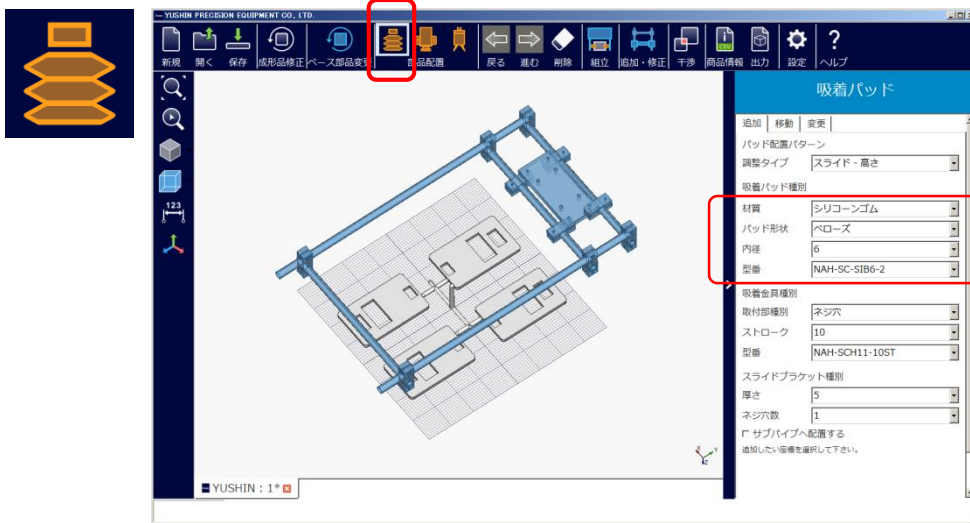 YUSHIN PRECISION EQUIPMENT CO., LTD.
新規 開く 保存 成形品修正 ベース部品変更 部品配置 戻る 進む 削除 組立 追加・修正 干渉 商品情報 出力 設定 ヘルプ
CSV
?
123
吸着パッド
追加 移動 変更
パッド配置パターン
調整タイプ スライド - 高さ
吸着パッド種別
材質 シリコーンゴム
パッド形状 ベローズ
内径 6
型番 NAH-SC-SIB6-2
吸着金具種別
取付部種別 ネジ穴
ストローク 10
型番 NAH-SCH11-10ST
スライドブラケット種別
厚さ 5
ネジ穴数 1
サブパイプへ配置する
追加したい座標を選択して下さい。
YUSHIN : 1*